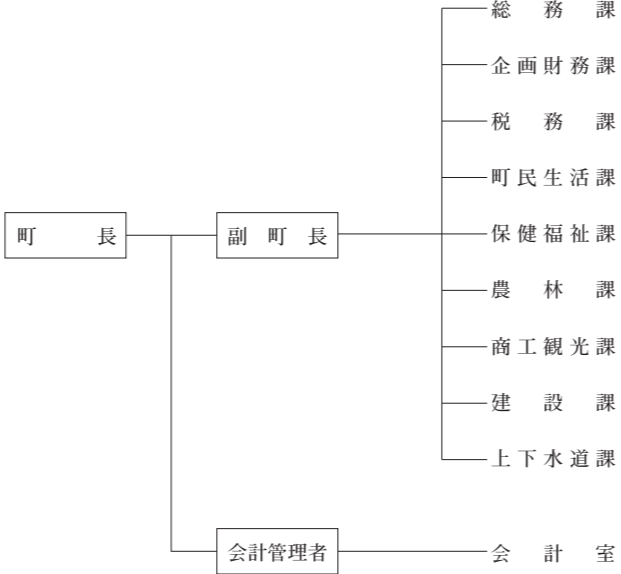 総務課
企画財務課
税務課
町民生活課
町長
副町長
保健福祉課
農林課
商工観光課
建設課
上下水道課
会計管理者
会計室